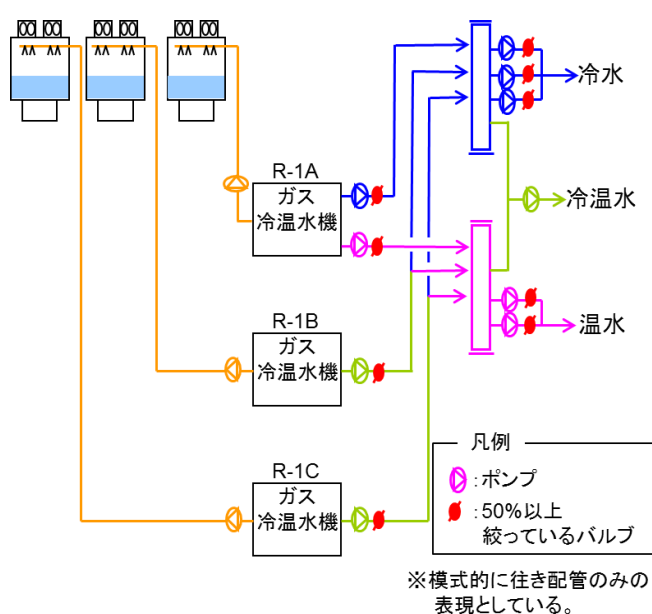 冷水
R-1A
ガス
冷温水機
冷温水
R-1B
ガス
冷温水機
温水
R-1C
ガス
冷温水機
凡例
:ポンプ
:50%以上
絞っているバルブ
※模式的に往き配管のみの
表現としている。